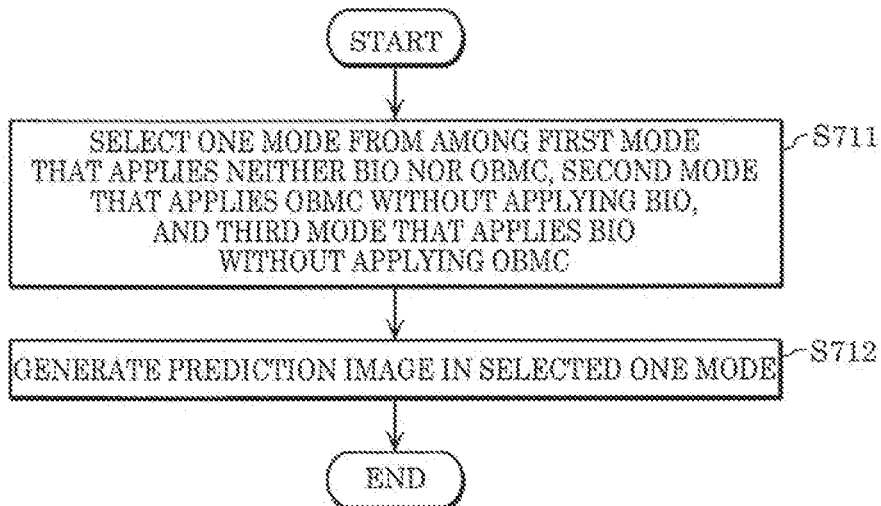 START
SELECT ONE MODE FROM AMONG FIRST MODE
THAT APPLIES NEITHER BIO NOR OBMC, SECOND MODE
THAT APPLIES OBMC WITHOUT APPLYING BIO,
AND THIRD MODE THAT APPLIES BIO
WITHOUT APPLYING OBMC
S711
GENERATE PREDICTION IMAGE IN SELECTED ONE MODE
S712
END